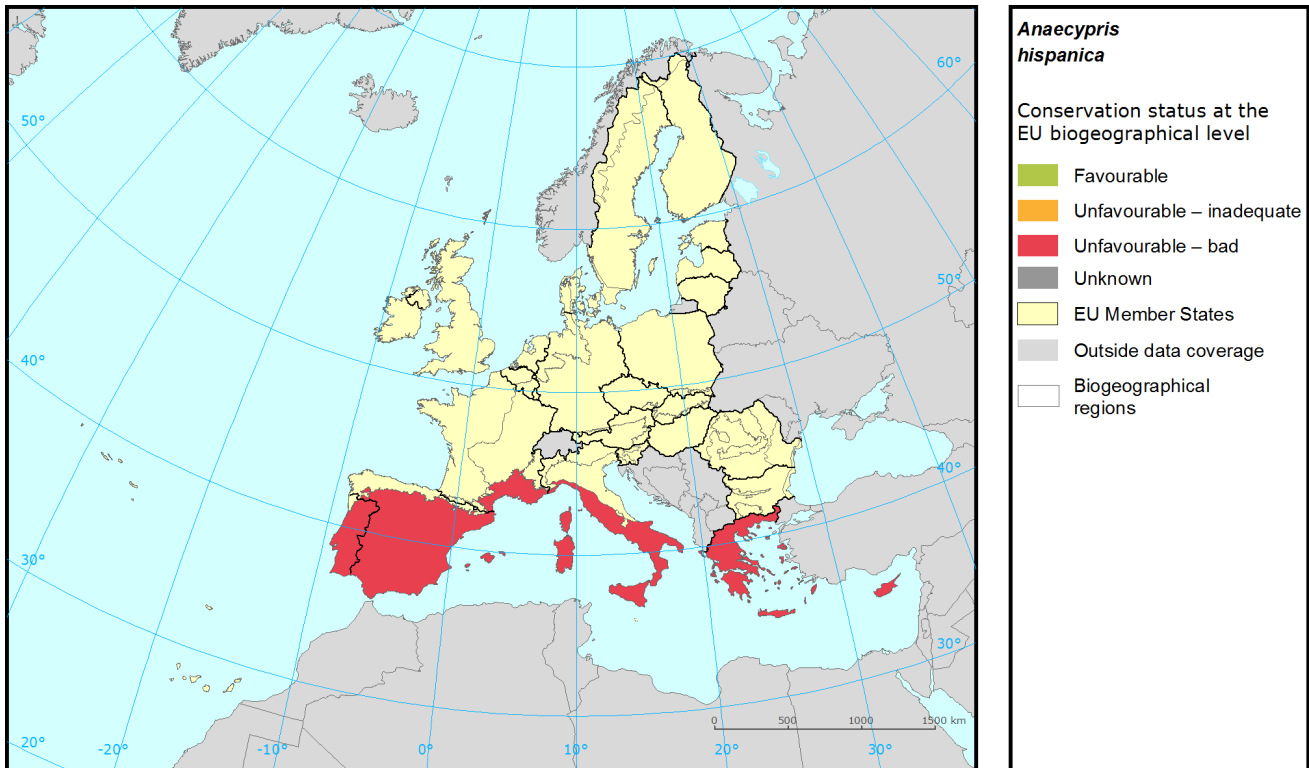 60°
50°
50°
40°
40°
30°
30°
20°
-20°
-10°
0°
10°
20°
30°
0 500 1000 1500 km
Anaecypris
hispanica
Conservation status at the
EU biogeographical level
Favourable
Unfavourable – inadequate
Unfavourable – bad
Unknown
EU Member States
Outside data coverage
Biogeographical
regions